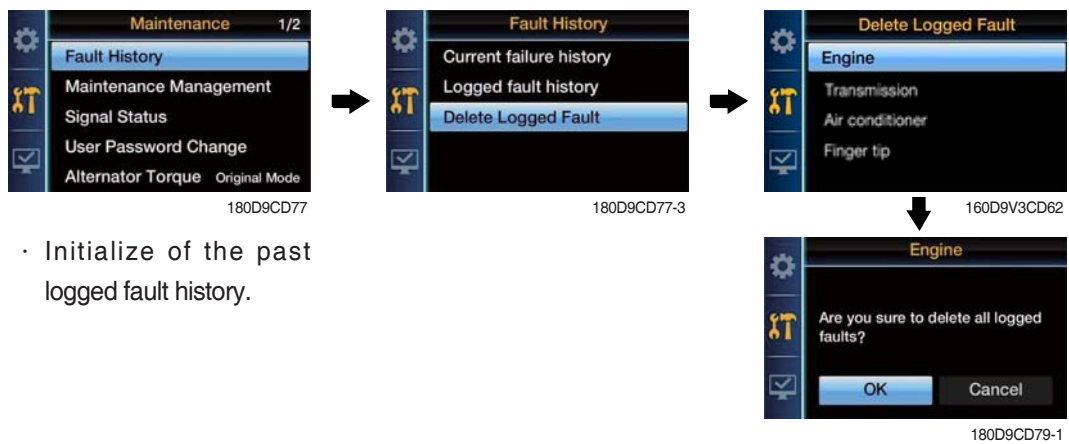 Maintenance 1/2
Fault History
Maintenance Management
Signal Status
User Password Change
Alternator Torque Original Mode
180D9CD77
Fault History
Current failure history
Logged fault history
Delete Logged Fault
180D9CD77-3
Delete Logged Fault
Engine
Transmission
Air conditioner
Finger tip
160D9V3CD62
· Initialize of the past
logged fault history.
Engine
Are you sure to delete all logged
faults?
OK Cancel
180D9CD79-1